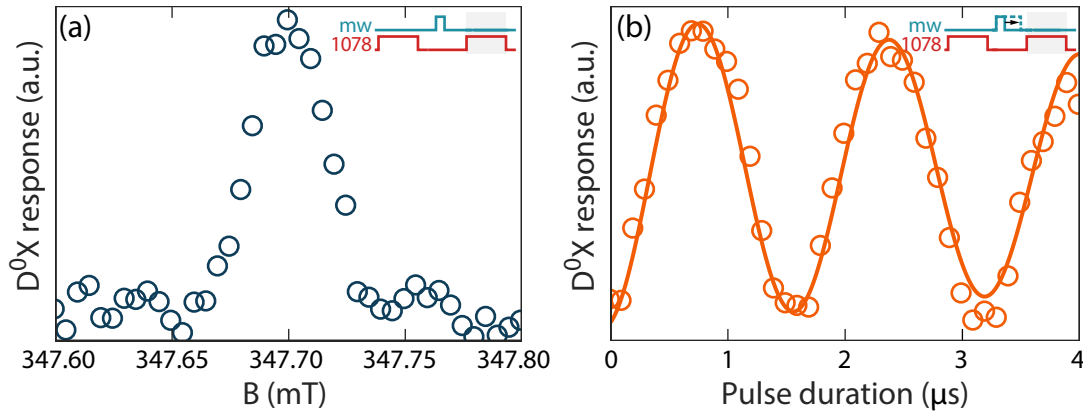 (a)
mw
1078
D⁰X response (a.u.)
347.60
347.65
347.70
347.75
347.80
B (mT)
(b)
mw
1078
D⁰X response (a.u.)
0
1
2
3
4
Pulse duration (μs)